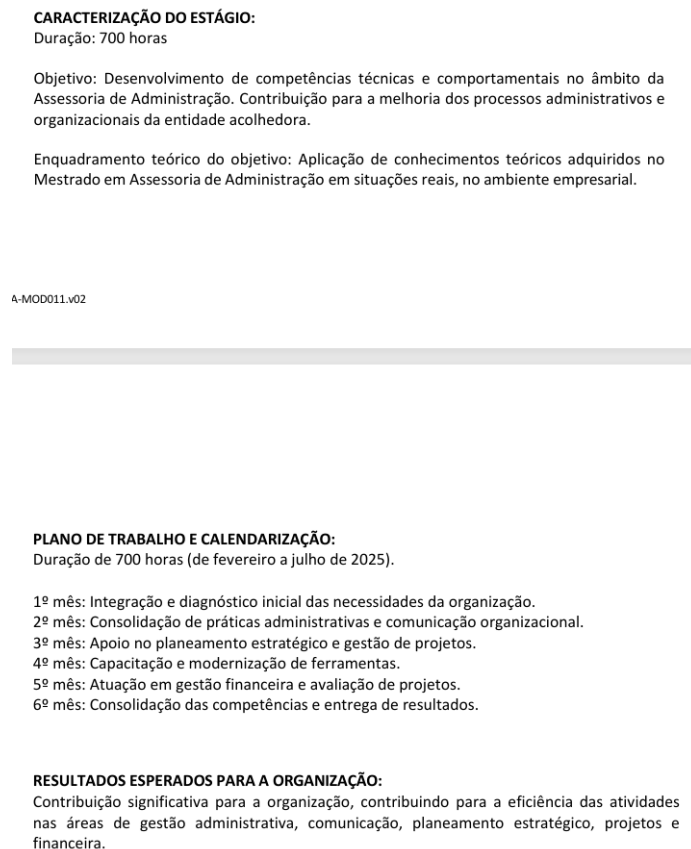 CARACTERIZAÇÃO DO ESTÁGIO:
Duração: 700 horas
Objetivo: Desenvolvimento de competências técnicas e comportamentais no âmbito da
Assessoria de Administração. Contribuição para a melhoria dos processos administrativos e
organizacionais da entidade acolhedora.
Enquadramento teórico do objetivo: Aplicação de conhecimentos teóricos adquiridos no
Mestrado em Assessoria de Administração em situações reais, no ambiente empresarial.
A-MOD011.v02
PLANO DE TRABALHO E CALENDARIZAÇÃO:
Duração de 700 horas (de fevereiro a julho de 2025).
1º mês: Integração e diagnóstico inicial das necessidades da organização.
2º mês: Consolidação de práticas administrativas e comunicação organizacional.
3º mês: Apoio no planeamento estratégico e gestão de projetos.
4º mês: Capacitação e modernização de ferramentas.
5º mês: Atuação em gestão financeira e avaliação de projetos.
6º mês: Consolidação das competências e entrega de resultados.
RESULTADOS ESPERADOS PARA A ORGANIZAÇÃO:
Contribuição significativa para a organização, contribuindo para a eficiência das atividades
nas áreas de gestão administrativa, comunicação, planeamento estratégico, projetos e
financeira.